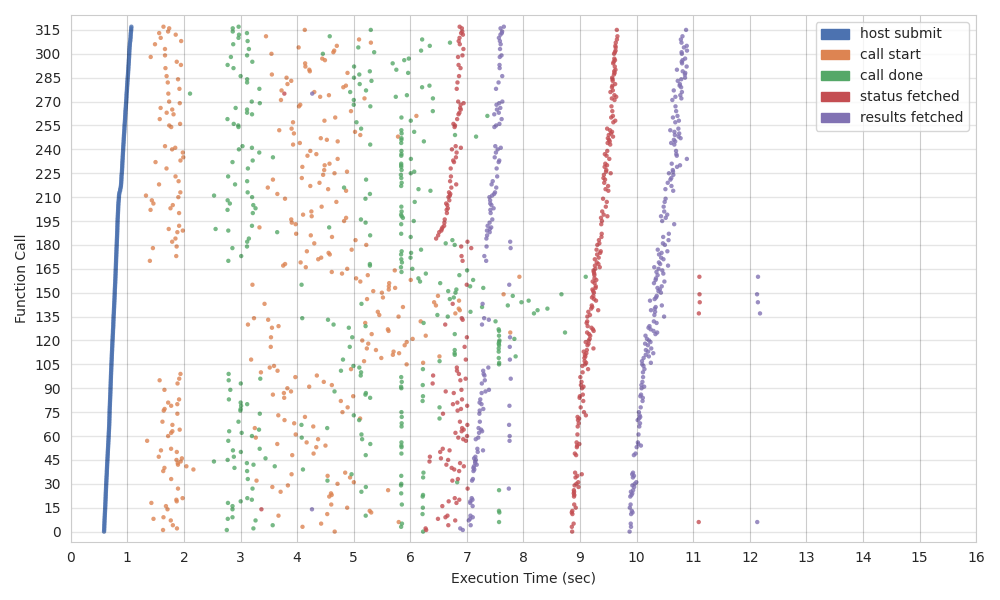 host submit
call start
call done
status fetched
results fetched
Function Call
315
300
285
270
255
240
225
210
195
180
165
150
135
120
105
90
75
60
45
30
15
0
0 1 2 3 4 5 6 7 8 9 10 11 12 13 14 15 16
Execution Time (sec)